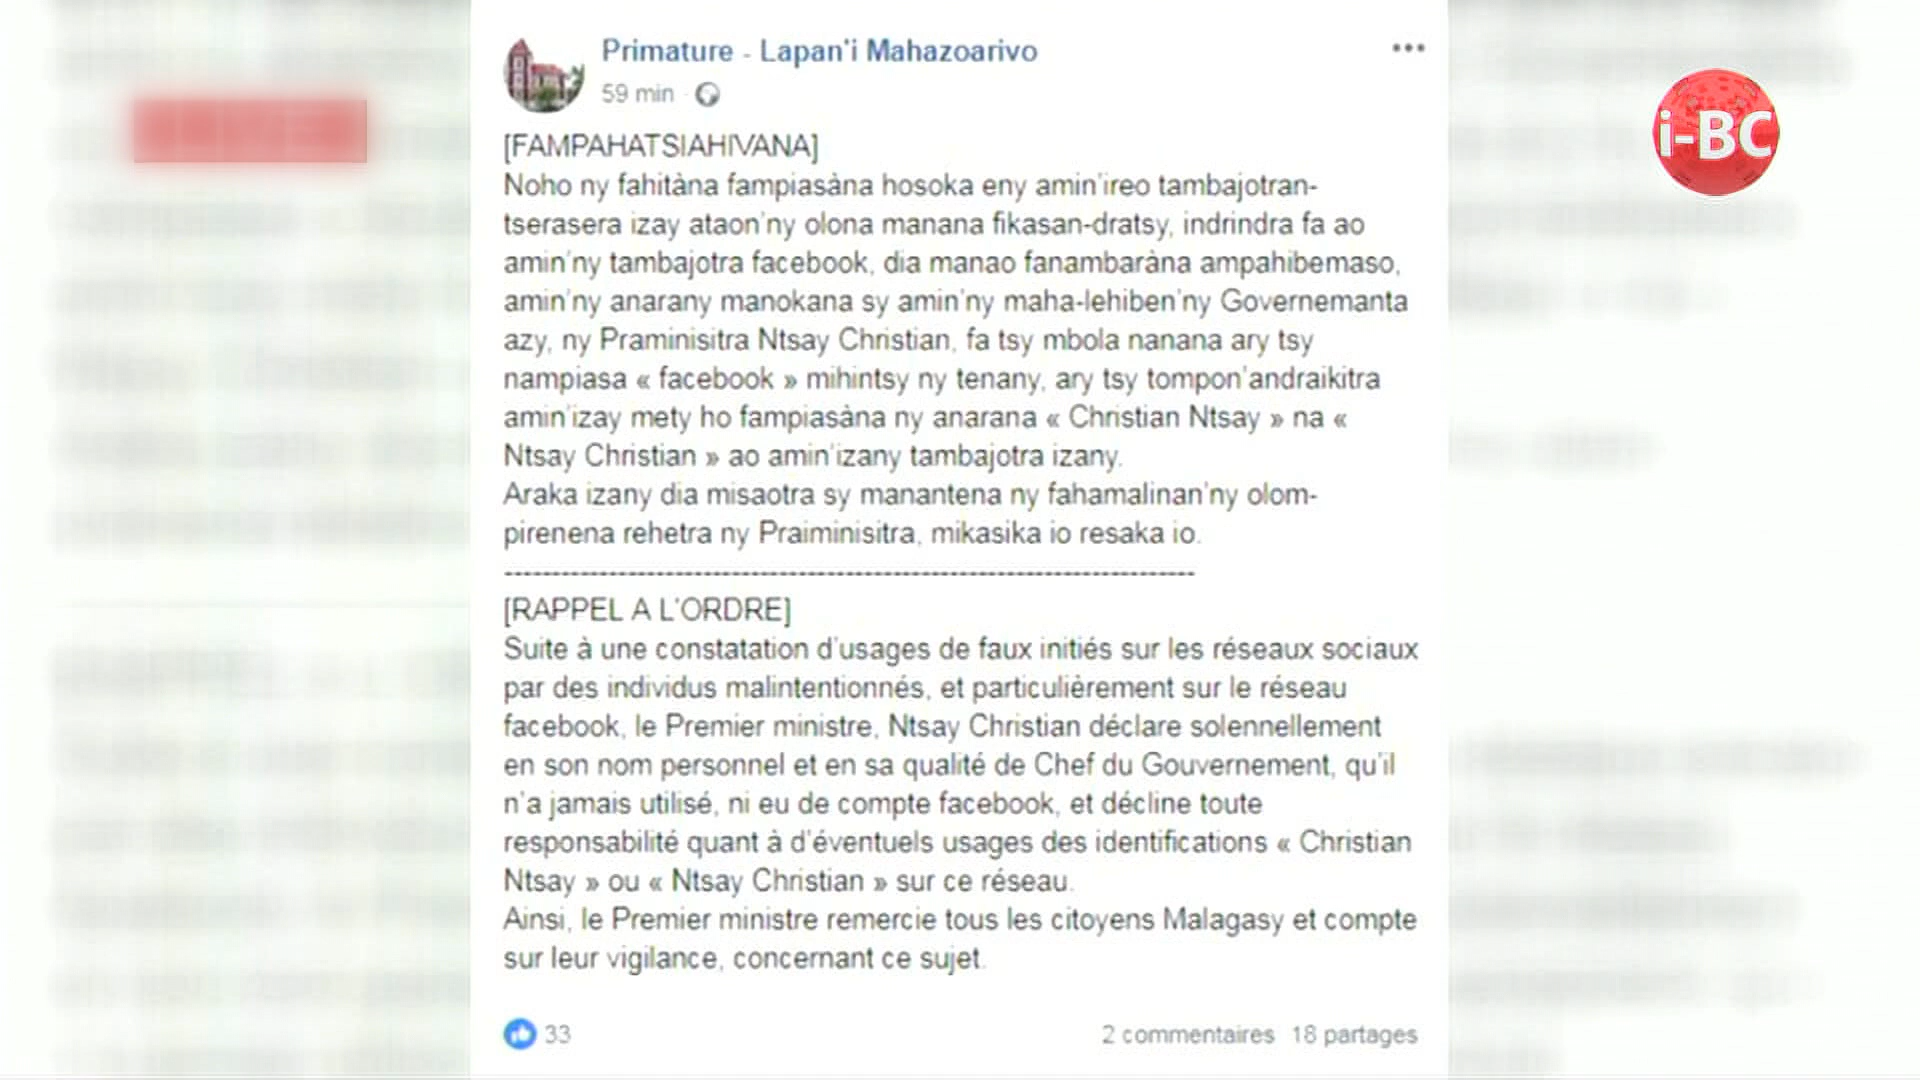 Primature - Lapan'i Mahazoarivo
59 min
i-BC
[FAMPAHATSIAHIVANA]
Noho ny fahitàna fampiasàna hosoka eny amin'ireo tambajotran-
tserasera izay ataon'ny olona manana fikasan-dratsy, indrindra fa ao
amin'ny tambajotra facebook, dia manao fanambaràna ampahibemaso,
amin'ny anarany manokana sy amin'ny maha-lehiben'ny Governemanta
azy, ny Praminisitra Ntsay Christian, fa tsy mbola nanana ary tsy
nampiasa « facebook » mihintsy ny tenany, ary tsy tompon'andraikitra
amin'izay mety ho fampiasàna ny anarana « Christian Ntsay » na «
Ntsay Christian » ao amin'izany tambajotra izany.
Araka izany dia misaotra sy manantena ny fahamalinan'ny olom-
pirenena rehetra ny Praiminisitra, mikasika io resaka io.
------------------------------------------------------------------------
[RAPPEL A L'ORDRE]
Suite à une constatation d'usages de faux initiés sur les réseaux sociaux
par des individus malintentionnés, et particulièrement sur le réseau
facebook, le Premier ministre, Ntsay Christian déclare solennellement
en son nom personnel et en sa qualité de Chef du Gouvernement, qu'il
n'a jamais utilisé, ni eu de compte facebook, et décline toute
responsabilité quant à d'éventuels usages des identifications « Christian
Ntsay » ou « Ntsay Christian » sur ce réseau.
Ainsi, le Premier ministre remercie tous les citoyens Malagasy et compte
sur leur vigilance, concernant ce sujet.
33
2 commentaires 18 partages